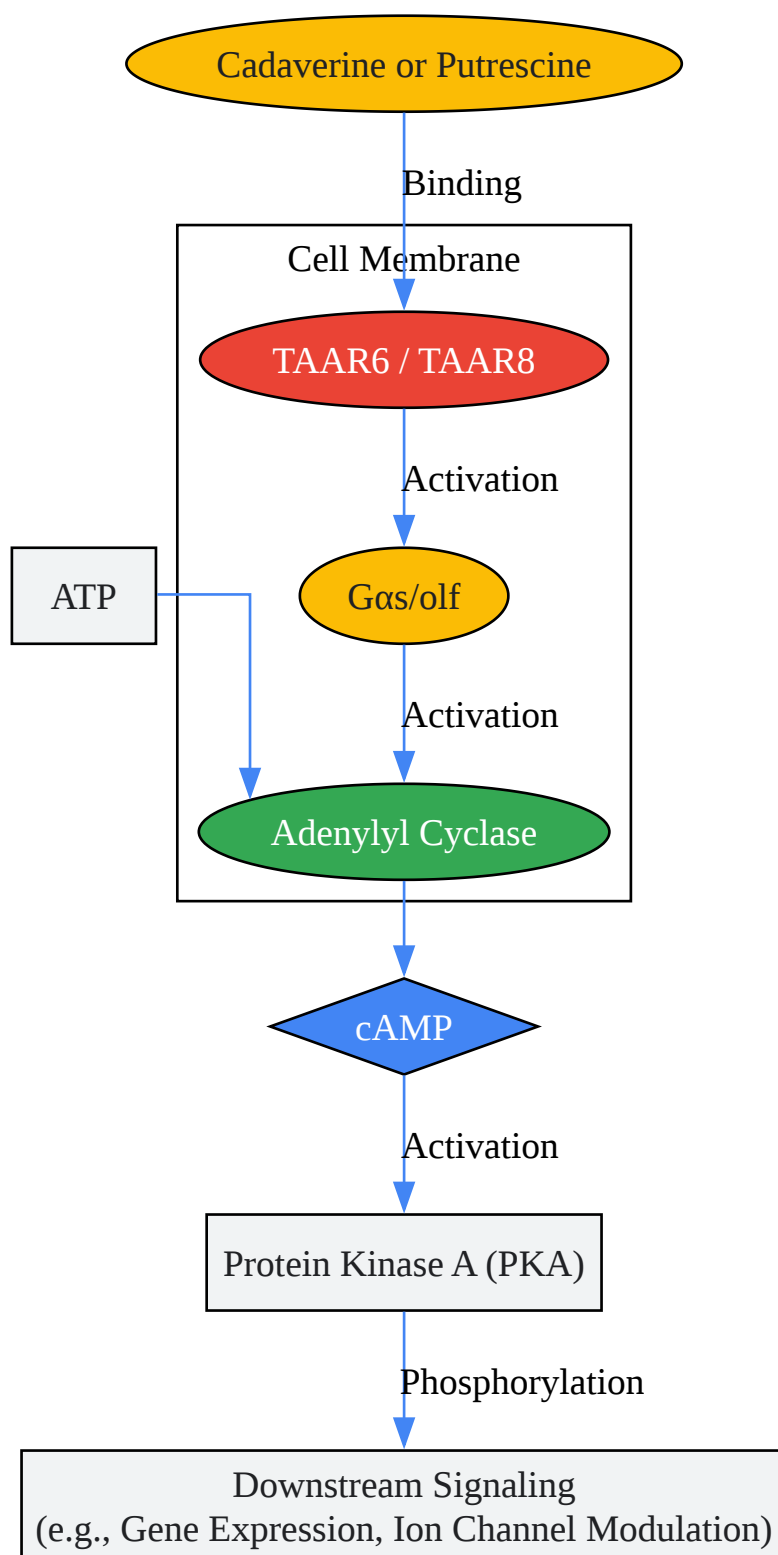 Cadaverine or Putrescine
Binding
Cell Membrane
TAAR6 / TAAR8
Activation
ATP
Gαs/olf
Activation
Adenylyl Cyclase
cAMP
Activation
Protein Kinase A (PKA)
Phosphorylation
Downstream Signaling
(e.g., Gene Expression, Ion Channel Modulation)